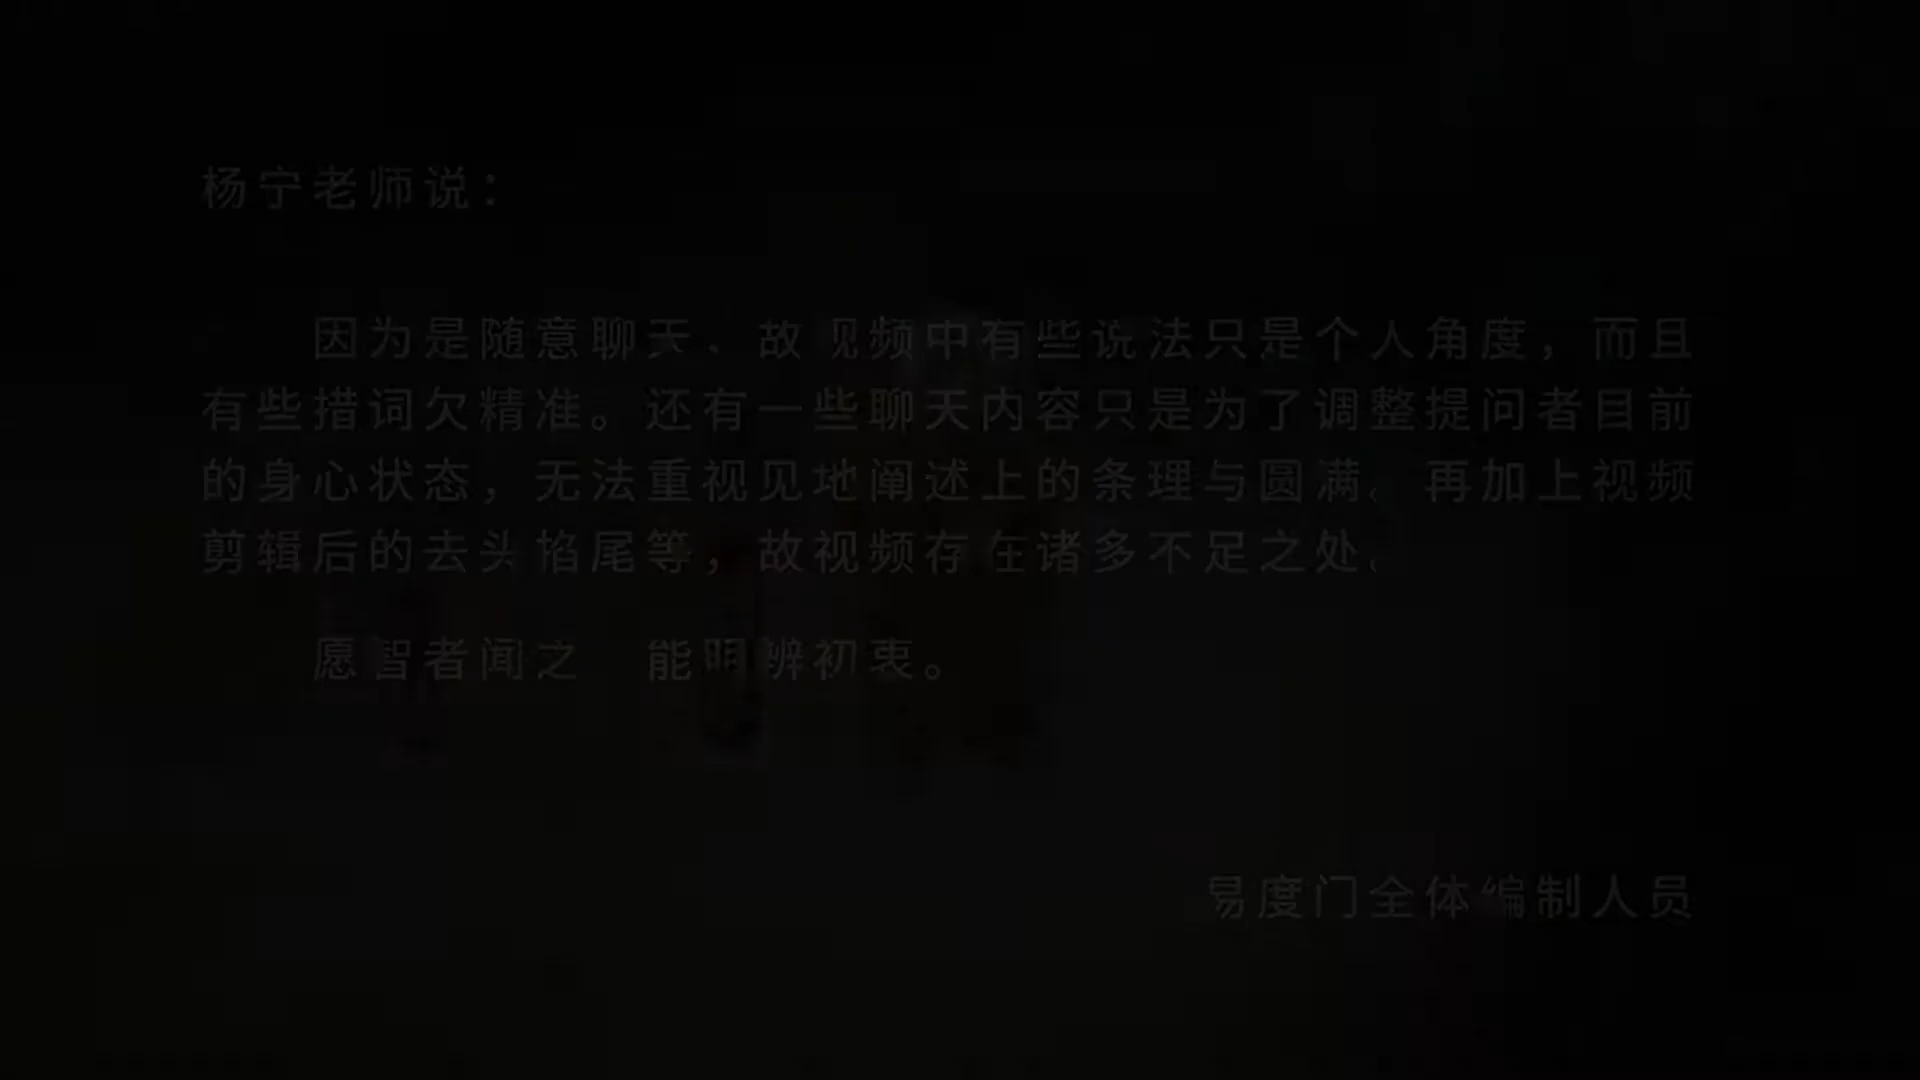 杨宁老师说：
因为是随意聊天，故视频中有些说法只是个人角度，而且
有些措词欠精准。还有一些聊天内容只是为了调整提问者目前
的身心状态，无法重视见地阐述上的条理与圆满。再加上视频
剪辑后的去头掐尾等，故视频存在诸多不足之处。
愿智者闻之 能明辨初衷。
易度门全体编制人员